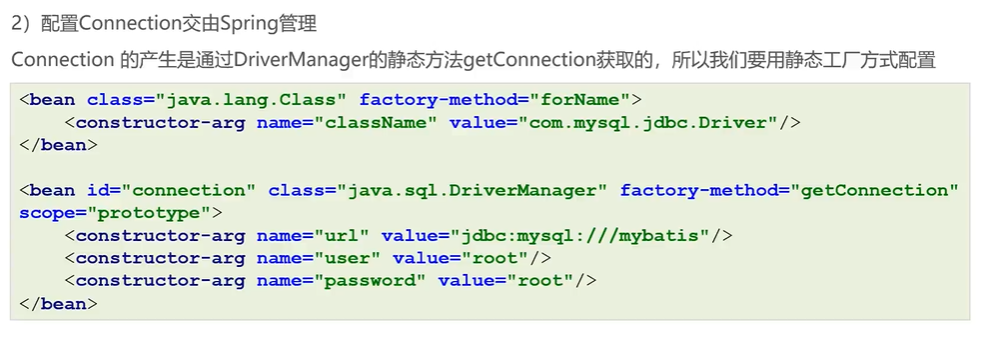 2）配置Connection交由Spring管理
Connection 的产生是通过DriverManager的静态方法getConnection获取的，所以我们要用静态工厂方式配置
<bean class="java.lang.Class" factory-method="forName">
    <constructor-arg name="className" value="com.mysql.jdbc.Driver"/>
</bean>
<bean id="connection" class="java.sql.DriverManager" factory-method="getConnection"
scope="prototype">
    <constructor-arg name="url" value="jdbc:mysql:///mybatis"/>
    <constructor-arg name="user" value="root"/>
    <constructor-arg name="password" value="root"/>
</bean>